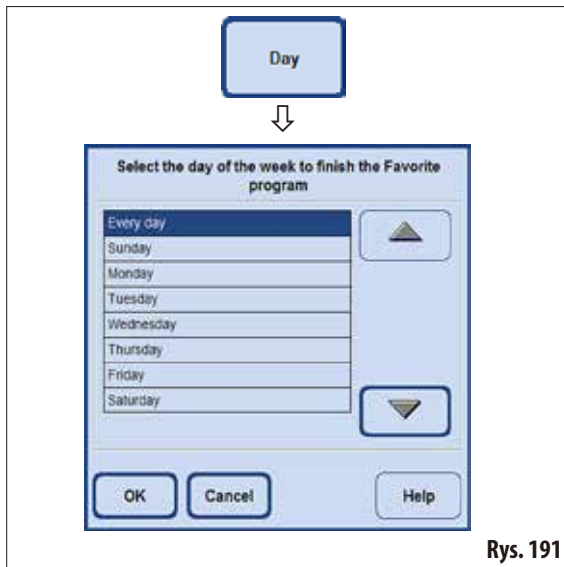 Day
Select the day of the week to finish the Favorite
program
Every day
Sunday
Monday
Tuesday
Wednesday
Thursday
Friday
Saturday
OK
Cancel
Help
Rys. 191